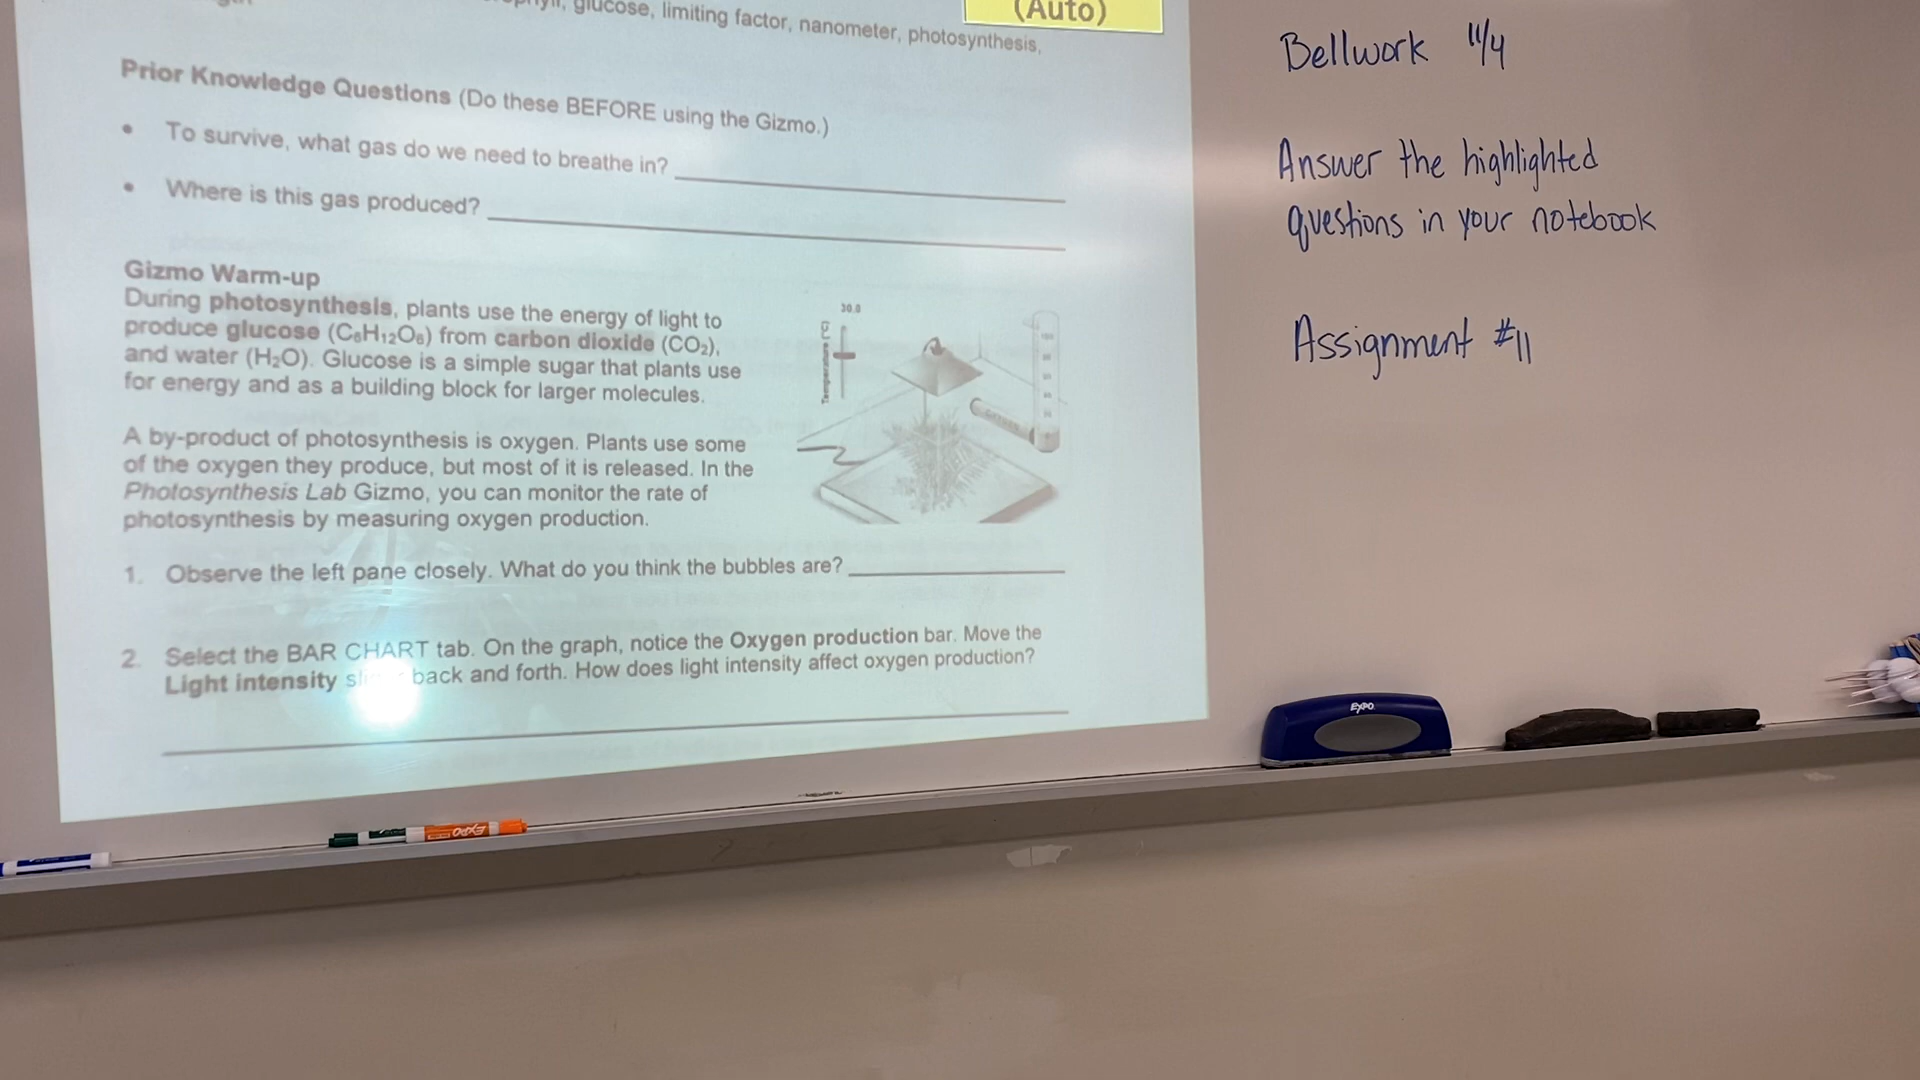 glucose, limiting factor, nanometer, photosynthesis,
(Auto)
Prior Knowledge Questions (Do these BEFORE using the Gizmo.)
• To survive, what gas do we need to breathe in?
• Where is this gas produced?
Gizmo Warm-up
During photosynthesis, plants use the energy of light to
produce glucose (C₆H₁₂O₆) from carbon dioxide (CO₂),
and water (H₂O). Glucose is a simple sugar that plants use
for energy and as a building block for larger molecules.
A by-product of photosynthesis is oxygen. Plants use some
of the oxygen they produce, but most of it is released. In the
Photosynthesis Lab Gizmo, you can monitor the rate of
photosynthesis by measuring oxygen production.
30.0
Temperature (°C)
1. Observe the left pane closely. What do you think the bubbles are?
2. Select the BAR CHART tab. On the graph, notice the Oxygen production bar. Move the
Light intensity back and forth. How does light intensity affect oxygen production?
Bellwork 11/4
Answer the highlighted
questions in your notebook
Assignment #11
EXPO
EXPO